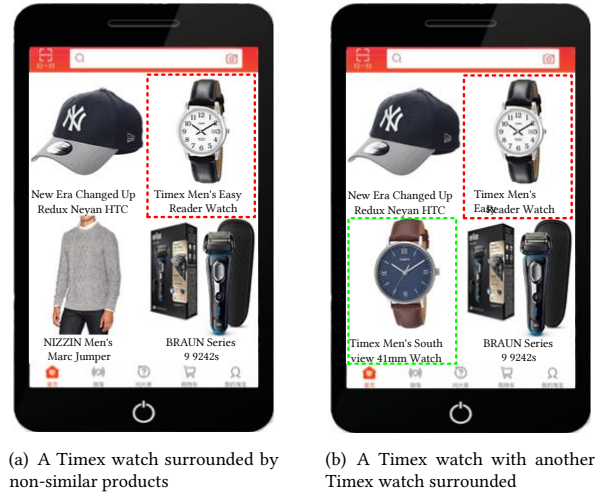 New Era Changed Up
Redux Neyan HTC
Timex Men's Easy
Reader Watch
NIZZIN Men's
Marc Jumper
BRAUN Series
9 9242s
New Era Changed Up
Redux Neyan HTC
Timex Men's
Easy
Reader Watch
Timex Men's South
view 41mm Watch
BRAUN Series
9 9242s
(a) A Timex watch surrounded by
non-similar products
(b) A Timex watch with another
Timex watch surrounded